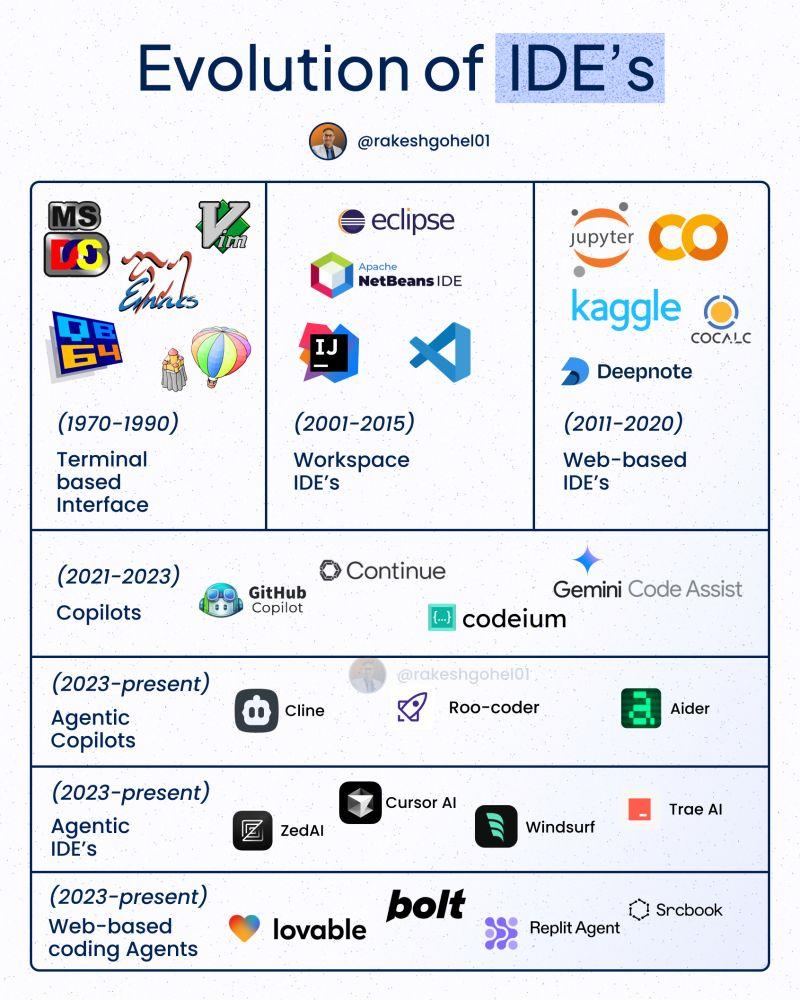 Evolution of IDE's
@rakeshgohel01
MS
DOS
Vim
Emacs
QB
64
(1970-1990)
Terminal
based
Interface
eclipse
Apache
NetBeans IDE
IJ
(2001-2015)
Workspace
IDE's
jupyter
CO
kaggle
COCALC
Deepnote
(2011-2020)
Web-based
IDE's
(2021-2023)
Copilots
GitHub
Copilot
Continue
{...} codeium
Gemini Code Assist
@rakeshgohel01
(2023-present)
Agentic
Copilots
Cline
Roo-coder
a
Aider
(2023-present)
Agentic
IDE's
ZedAI
Cursor AI
Windsurf
Trae AI
(2023-present)
Web-based
coding Agents
lovable
bolt
Replit Agent
Srcbook